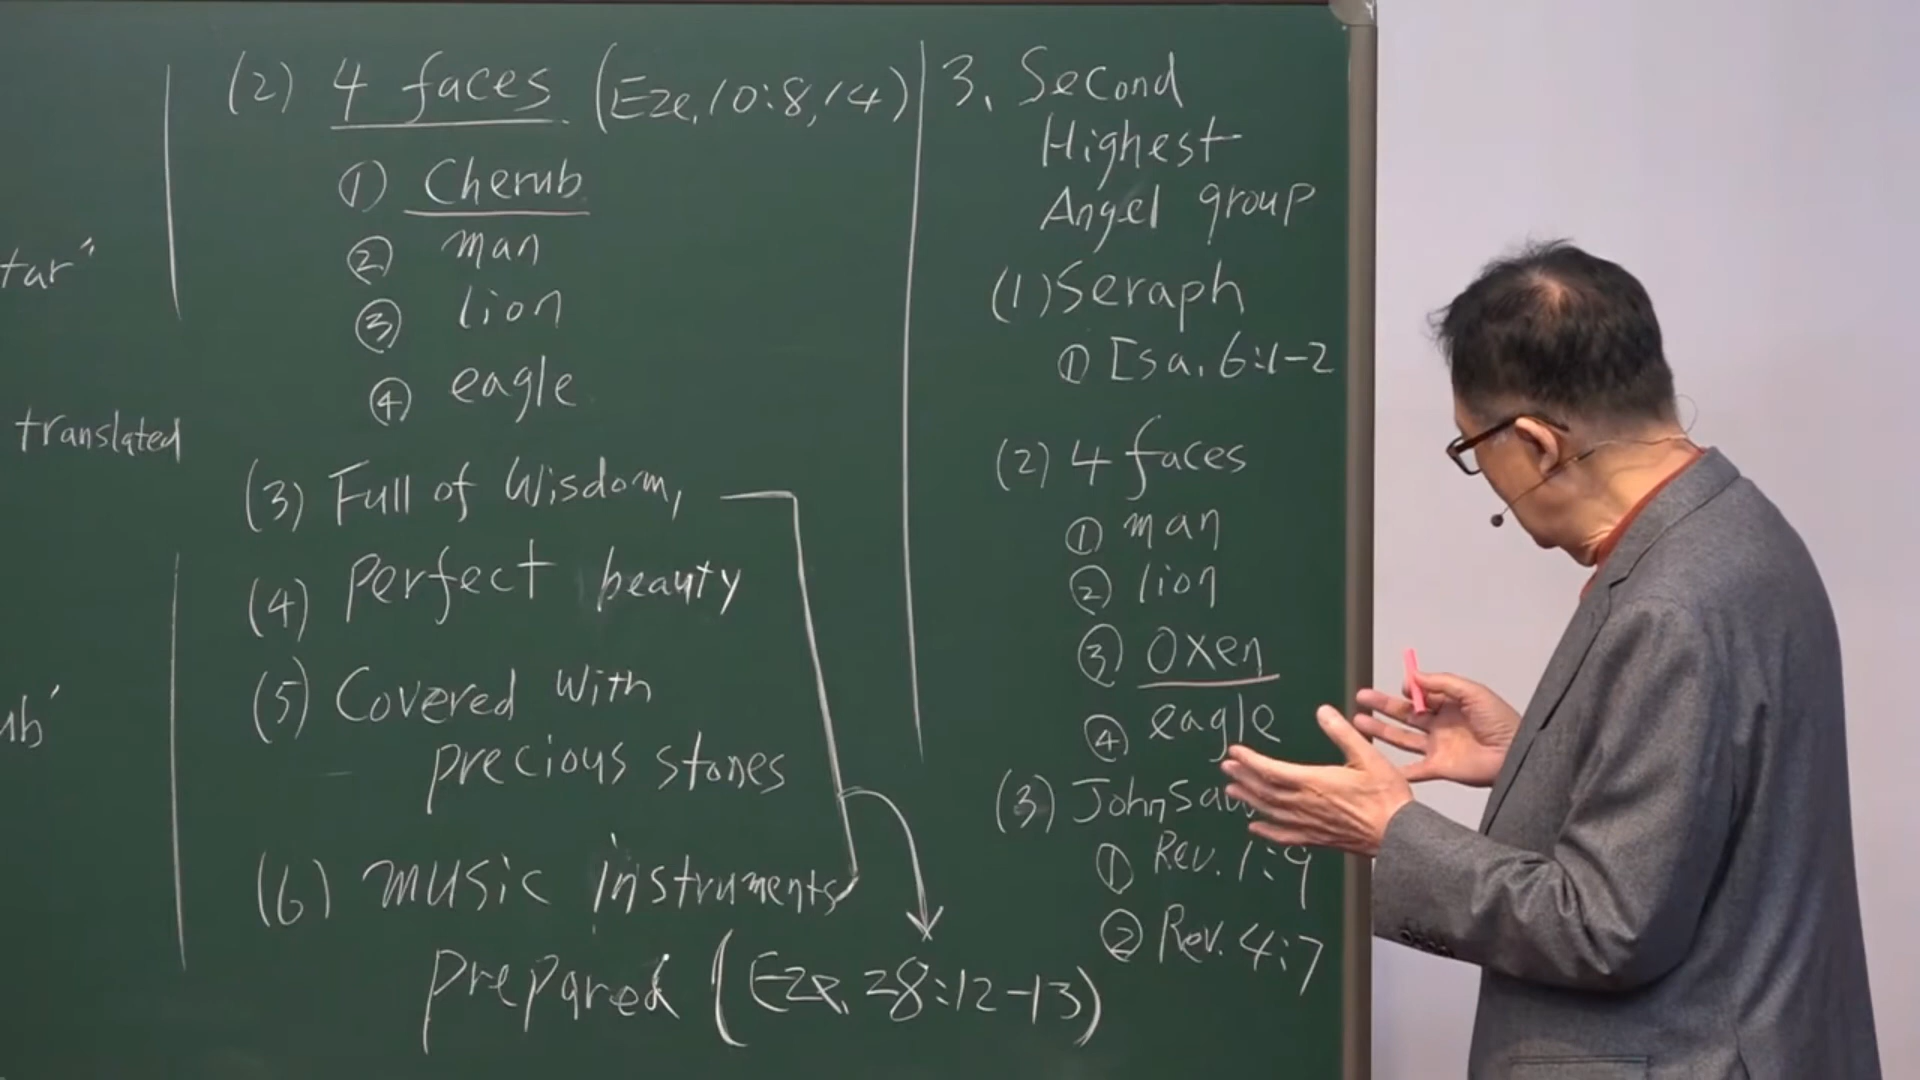 tar"
translated
ub'
(2) 4 faces (Eze, 10:8, 14)
① Cherub
② man
③ lion
④ eagle
(3) Full of Wisdom,
(4) Perfect beauty
(5) Covered with
precious stones
(6) music instruments
prepared (Eze, 28:12-13)
3. Second
Highest
Angel group
(1) Seraph
① Isa. 6:1-2
(2) 4 faces
① man
② lion
③ Oxen
④ eagle
(3) John
① Rev. 1:9
② Rev. 4:7